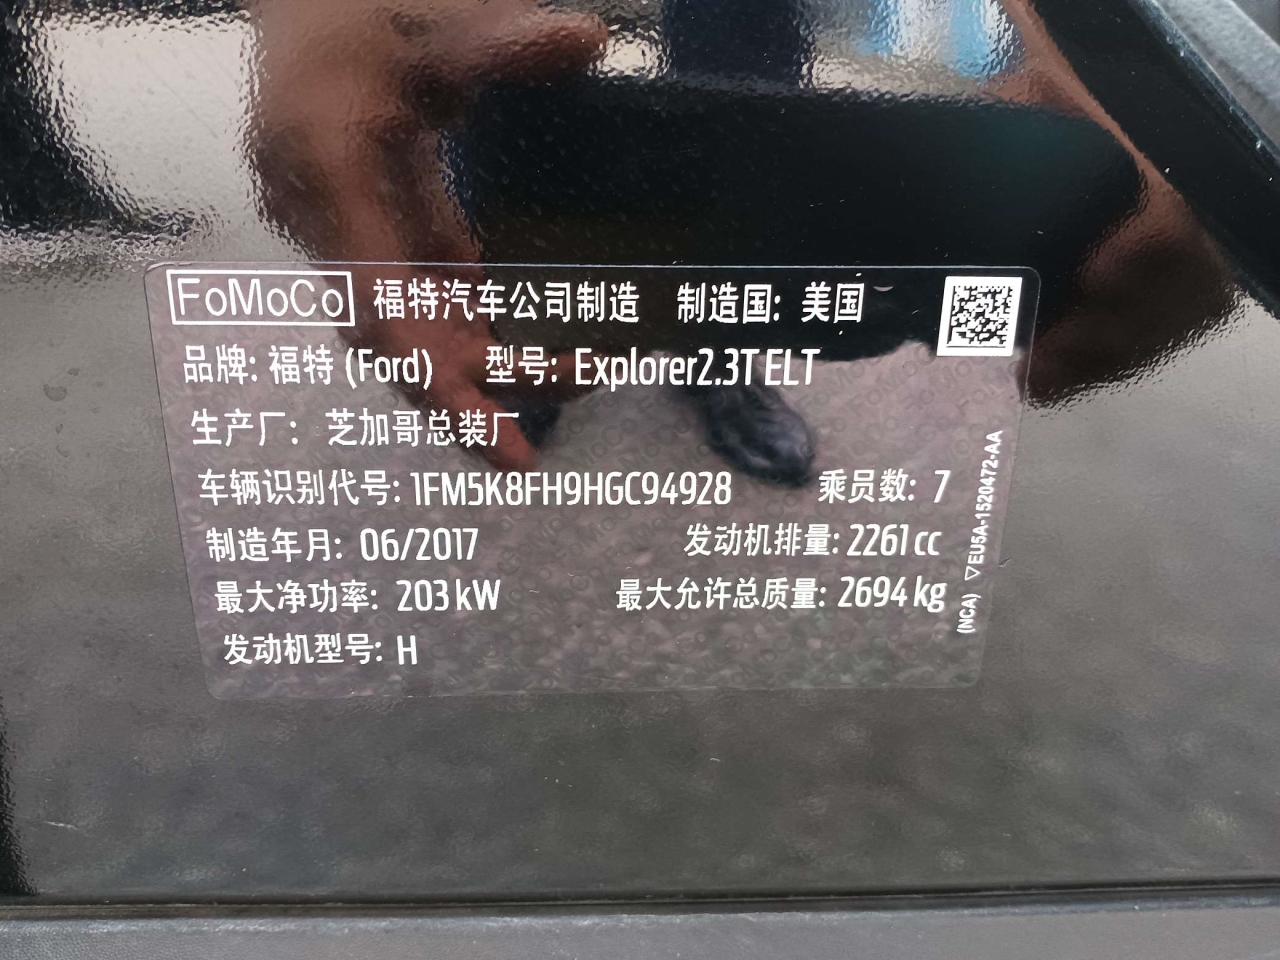 FoMoCo 福特汽车公司制造 制造国: 美国
品牌: 福特 (Ford) 型号: Explorer2.3T ELT
生产厂: 芝加哥总装厂
车辆识别代号: 1FM5K8FH9HGC94928 乘员数: 7
制造年月: 06/2017 发动机排量: 2261 cc
最大净功率: 203 kW 最大允许总质量: 2694 kg
发动机型号: H
(NCA) ▽EU5A-1520472-AA